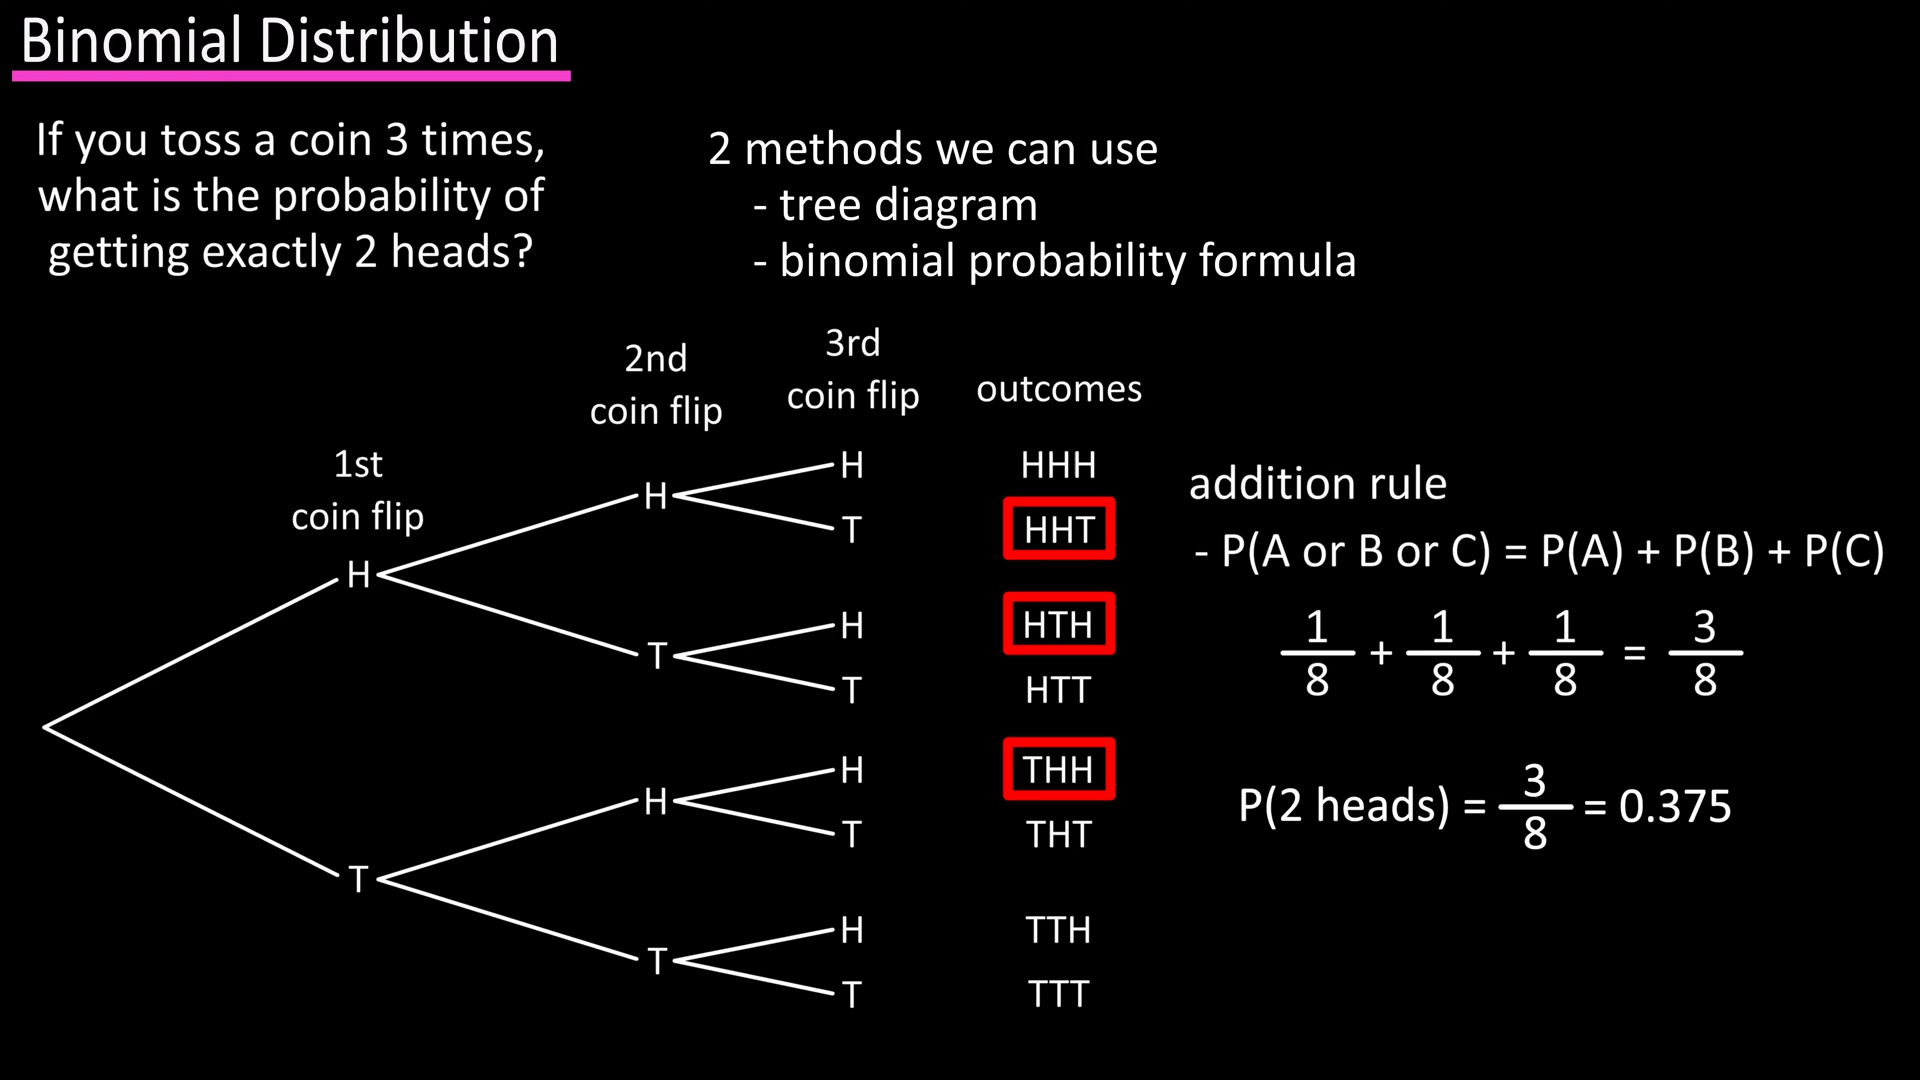 Binomial Distribution
If you toss a coin 3 times,
what is the probability of
getting exactly 2 heads?
2 methods we can use
- tree diagram
- binomial probability formula
1st
coin flip
2nd
coin flip
3rd
coin flip
outcomes
H
T
H
T
H
T
H
T
H
T
H
T
H
T
HHH
HHT
HTH
HTT
THH
THT
TTH
TTT
addition rule
- P(A or B or C) = P(A) + P(B) + P(C)
1/8 + 1/8 + 1/8 = 3/8
P(2 heads) = 3/8 = 0.375